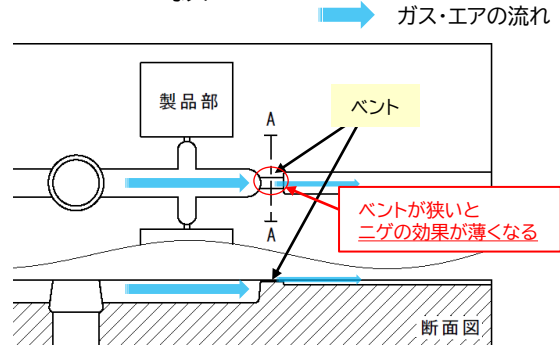 ガス・エアの流れ
製品部
ベント
A
A
ベントが狭いと
ニゲの効果が薄くなる
断面図